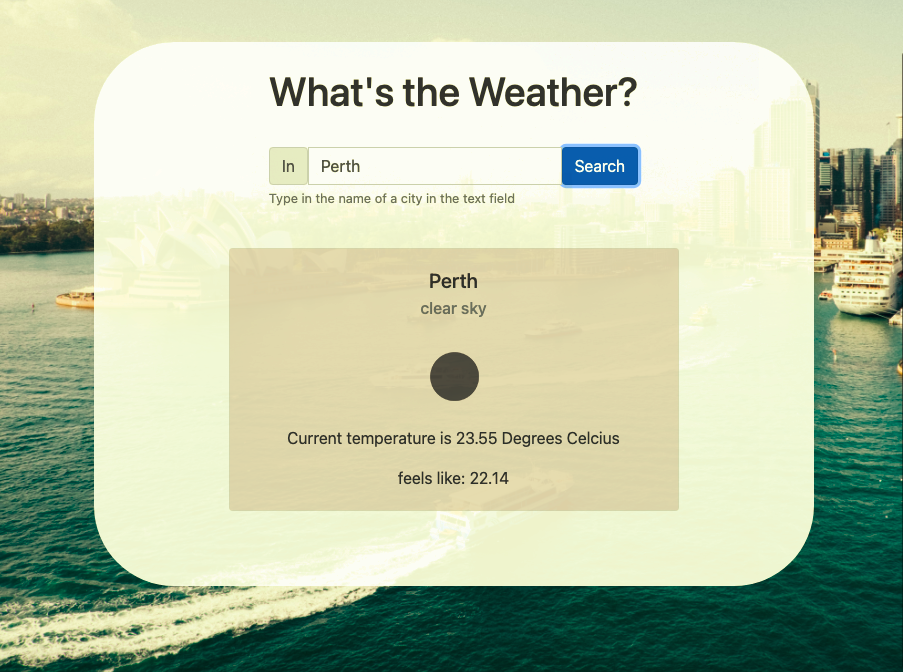 What's the Weather?
In Perth Search
Type in the name of a city in the text field
Perth
clear sky
Current temperature is 23.55 Degrees Celcius
feels like: 22.14